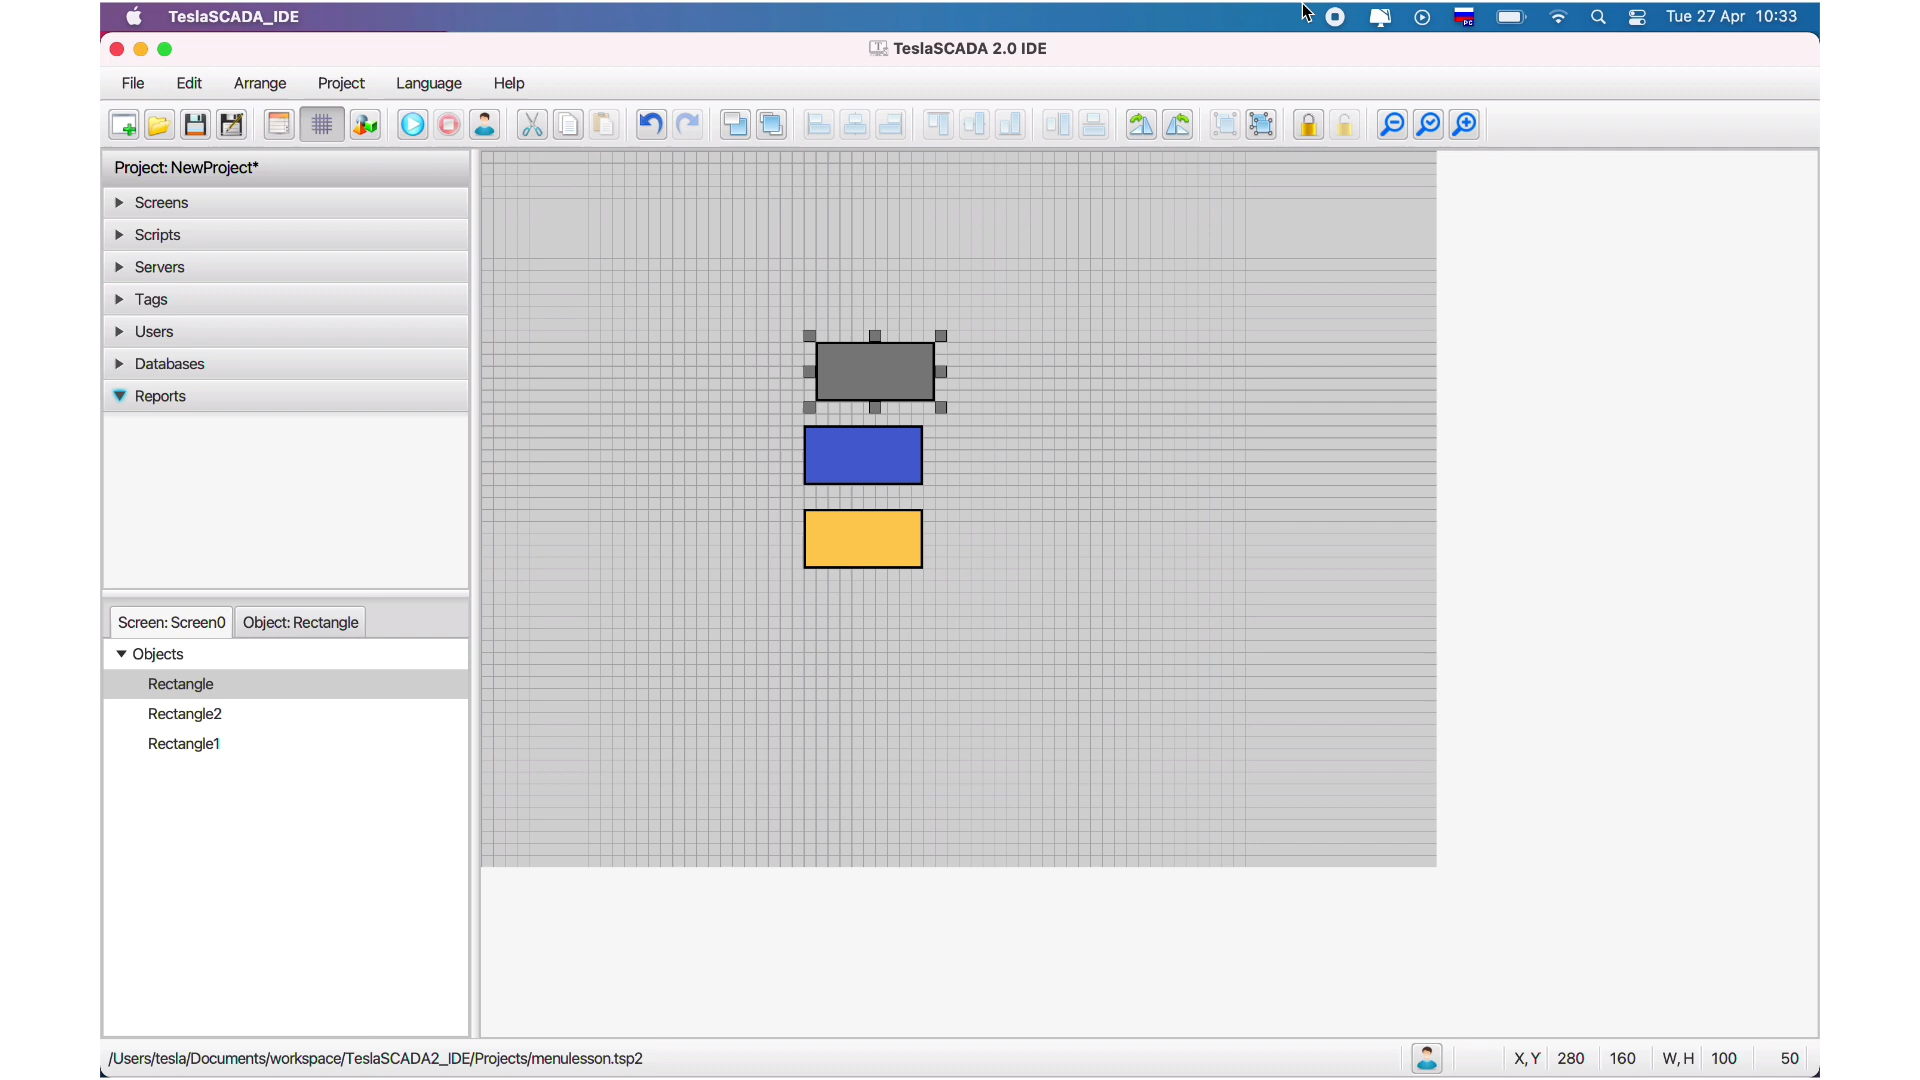 TeslaSCADA_IDE
Tue 27 Apr 10:33
TeslaSCADA 2.0 IDE
File Edit Arrange Project Language Help
Project: NewProject*
Screens
Scripts
Servers
Tags
Users
Databases
Reports
Screen: Screen0 Object: Rectangle
Objects
Rectangle
Rectangle2
Rectangle1
/Users/tesla/Documents/workspace/TeslaSCADA2_IDE/Projects/menulesson.tsp2
X, Y 280 160 W, H 100 50